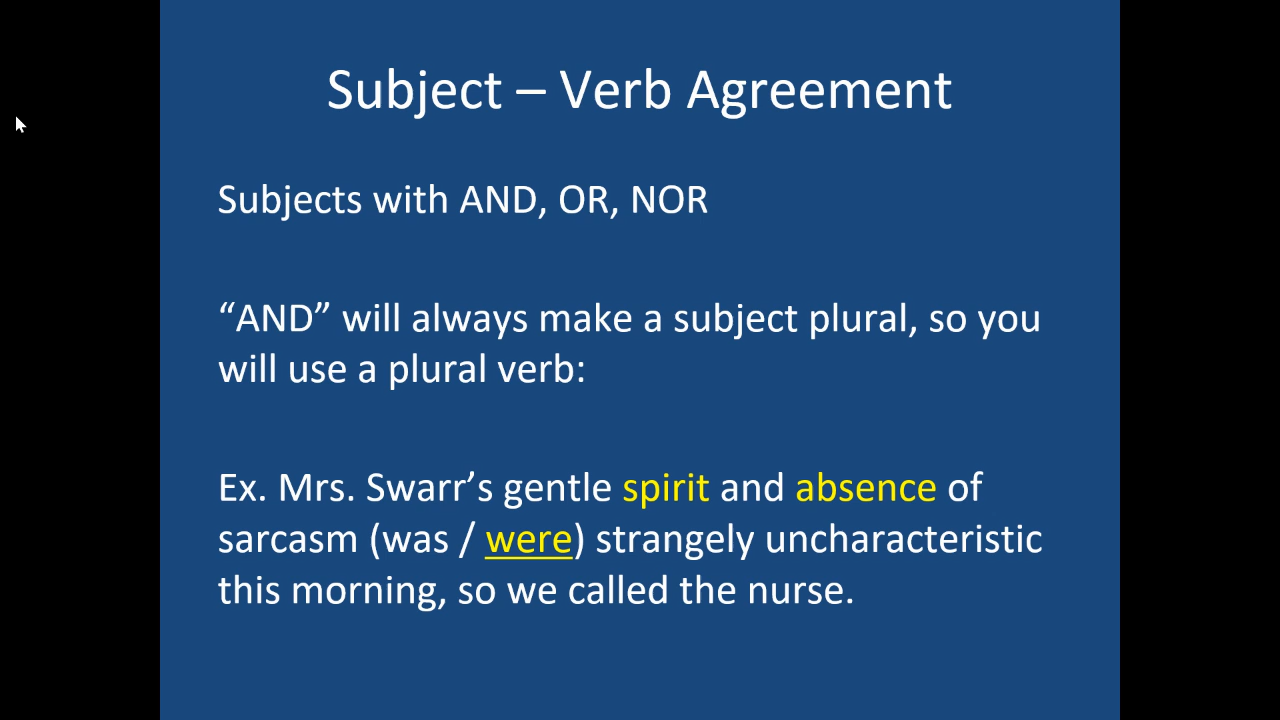 Subject – Verb Agreement
Subjects with AND, OR, NOR
“AND” will always make a subject plural, so you
will use a plural verb:
Ex. Mrs. Swarr’s gentle spirit and absence of
sarcasm (was / were) strangely uncharacteristic
this morning, so we called the nurse.